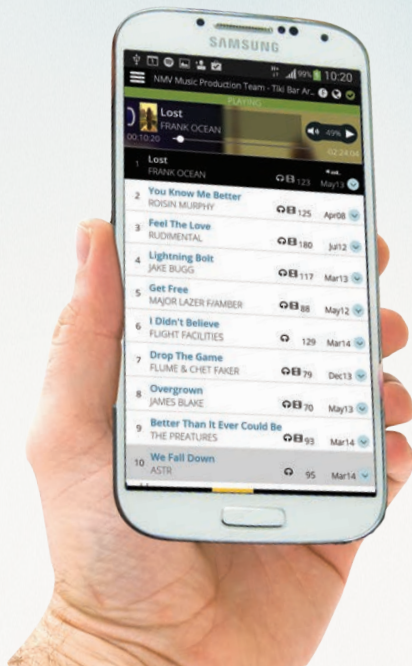 SAMSUNG
99% 10:20
NMV Music Production Team - Tiki Bar Ar..
PLAYING
Lost
FRANK OCEAN
49%
00:10:20
02:24:04
1 Lost
FRANK OCEAN
123 May13
2 You Know Me Better
ROISIN MURPHY
125 Apr08
3 Feel The Love
RUDIMENTAL
180 Jul12
4 Lightning Bolt
JAKE BUGG
117 Mar13
5 Get Free
MAJOR LAZER F/AMBER
88 May12
6 I Didn't Believe
FLIGHT FACILITIES
129 Mar14
7 Drop The Game
FLUME & CHET FAKER
79 Dec13
8 Overgrown
JAMES BLAKE
70 May13
9 Better Than It Ever Could Be
THE PREATURES
93 Mar14
10 We Fall Down
ASTR
95 Mar14